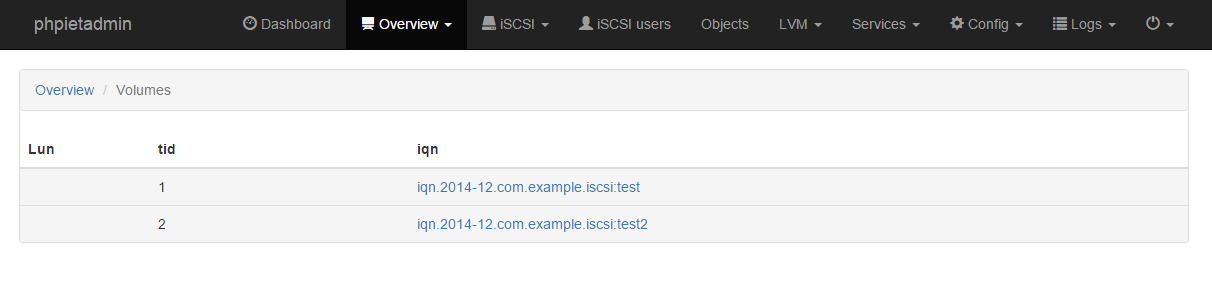 phpietadmin Dashboard Overview iSCSI iSCSI users Objects LVM Services Config Logs
Overview / Volumes
Lun tid iqn
1 iqn.2014-12.com.example.iscsi:test
2 iqn.2014-12.com.example.iscsi:test2